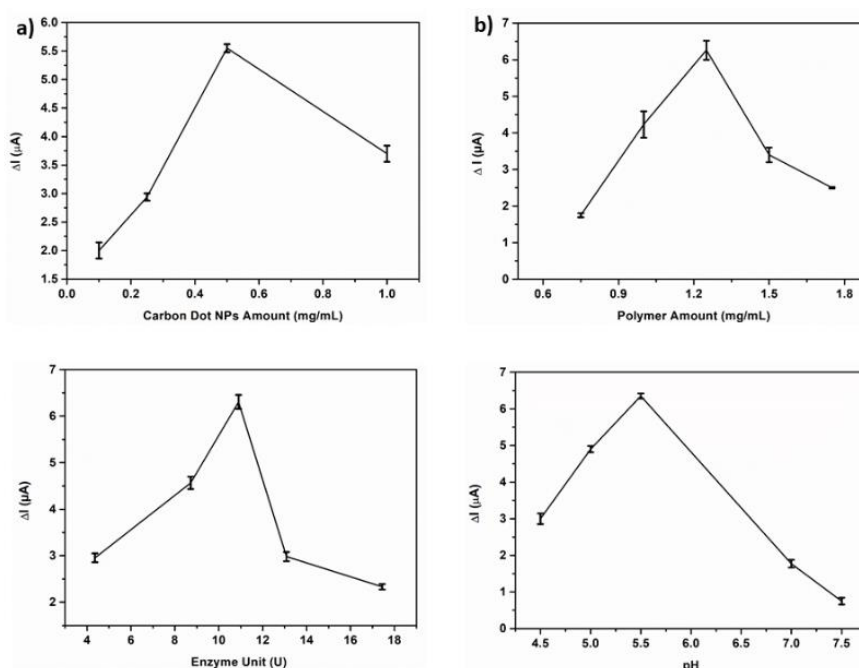 a)
6.0
5.5
5.0
4.5
4.0
3.5
3.0
2.5
2.0
1.5
ΔI (μA)
0.0 0.2 0.4 0.6 0.8 1.0
Carbon Dot NPs Amount (mg/mL)
b)
7
6
5
4
3
2
1
0
Δ I (μA)
0.6 0.9 1.2 1.5 1.8
Polymer Amount (mg/mL)
7
6
5
4
3
2
ΔI (μA)
4 6 8 10 12 14 16 18
Enzyme Unit (U)
7
6
5
4
3
2
1
0
ΔI (μA)
4.5 5.0 5.5 6.0 6.5 7.0 7.5
pH